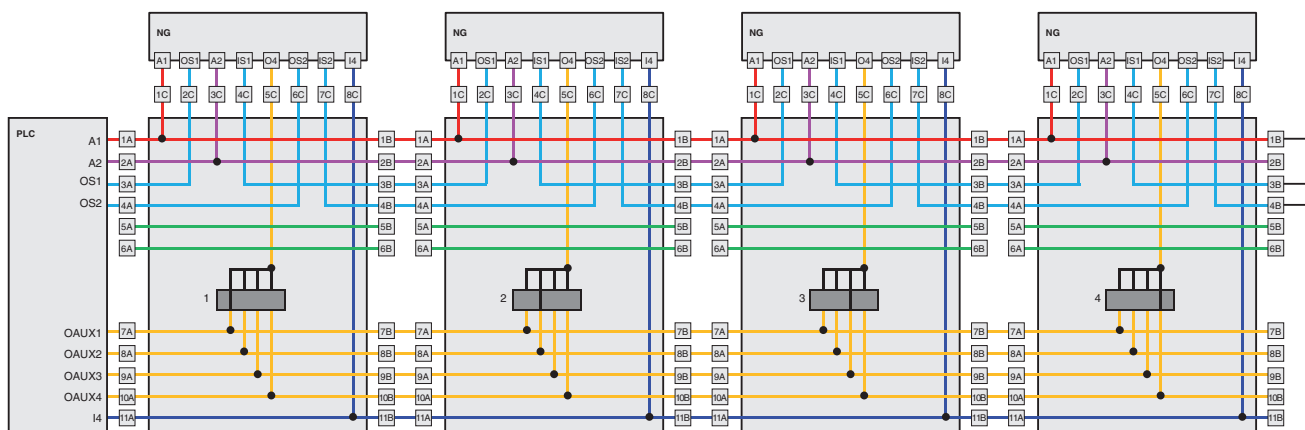 NG NG NG NG
A1 OS1 A2 IS1 O4 OS2 IS2 I4 A1 OS1 A2 IS1 O4 OS2 IS2 I4 A1 OS1 A2 IS1 O4 OS2 IS2 I4 A1 OS1 A2 IS1 O4 OS2 IS2 I4
1C 2C 3C 4C 5C 6C 7C 8C 1C 2C 3C 4C 5C 6C 7C 8C 1C 2C 3C 4C 5C 6C 7C 8C 1C 2C 3C 4C 5C 6C 7C 8C
PLC
A1 1A 1B 1A 1B 1A 1B 1A 1B
A2 2A 2B 2A 2B 2A 2B 2A 2B
OS1 3A 3B 3A 3B 3A 3B 3A 3B
OS2 4A 4B 4A 4B 4A 4B 4A 4B
5A 5B 5A 5B 5A 5B 5A 5B
6A 6B 6A 6B 6A 6B 6A 6B
1 2 3 4
OAUX1 7A 7B 7A 7B 7A 7B 7A 7B
OAUX2 8A 8B 8A 8B 8A 8B 8A 8B
OAUX3 9A 9B 9A 9B 9A 9B 9A 9B
OAUX4 10A 10B 10A 10B 10A 10B 10A 10B
I4 11A 11B 11A 11B 11A 11B 11A 11B